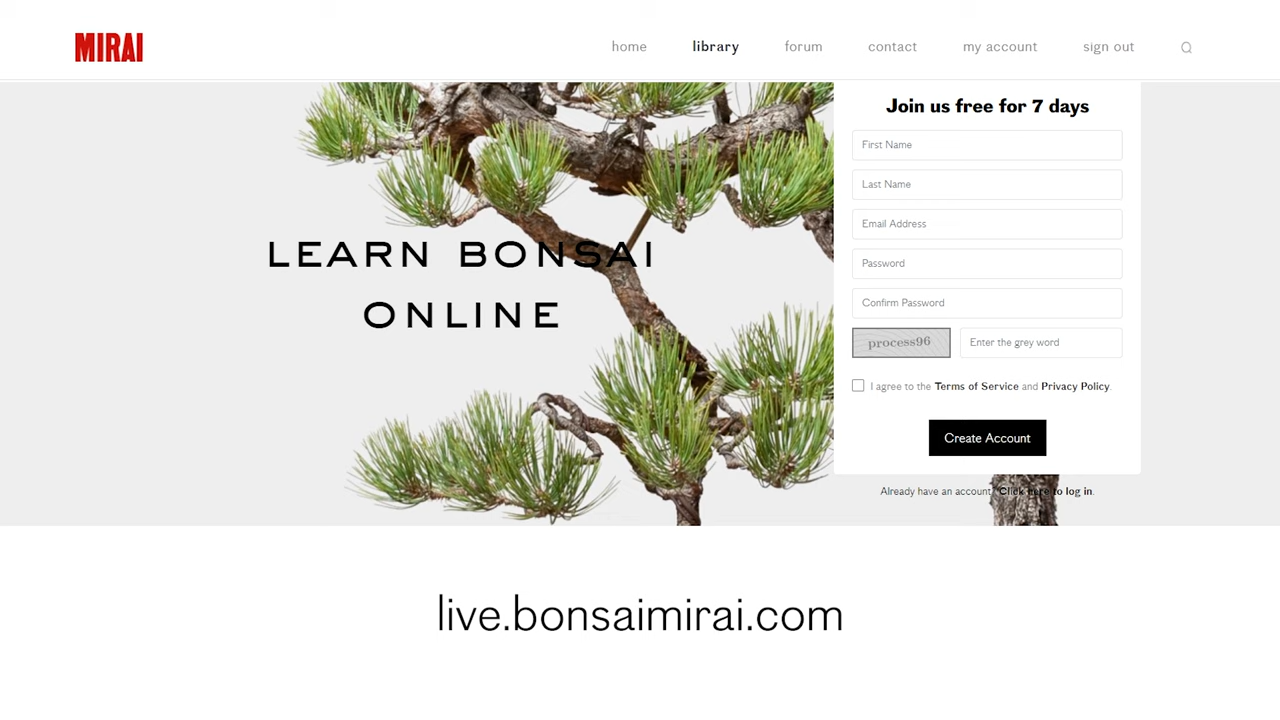 MIRAI
home library forum contact my account sign out
Join us free for 7 days
First Name
Last Name
Email Address
Password
Confirm Password
process96 Enter the grey word
I agree to the Terms of Service and Privacy Policy.
Create Account
Already have an account? Click here to log in.
LEARN BONSAI
ONLINE
live.bonsaimirai.com